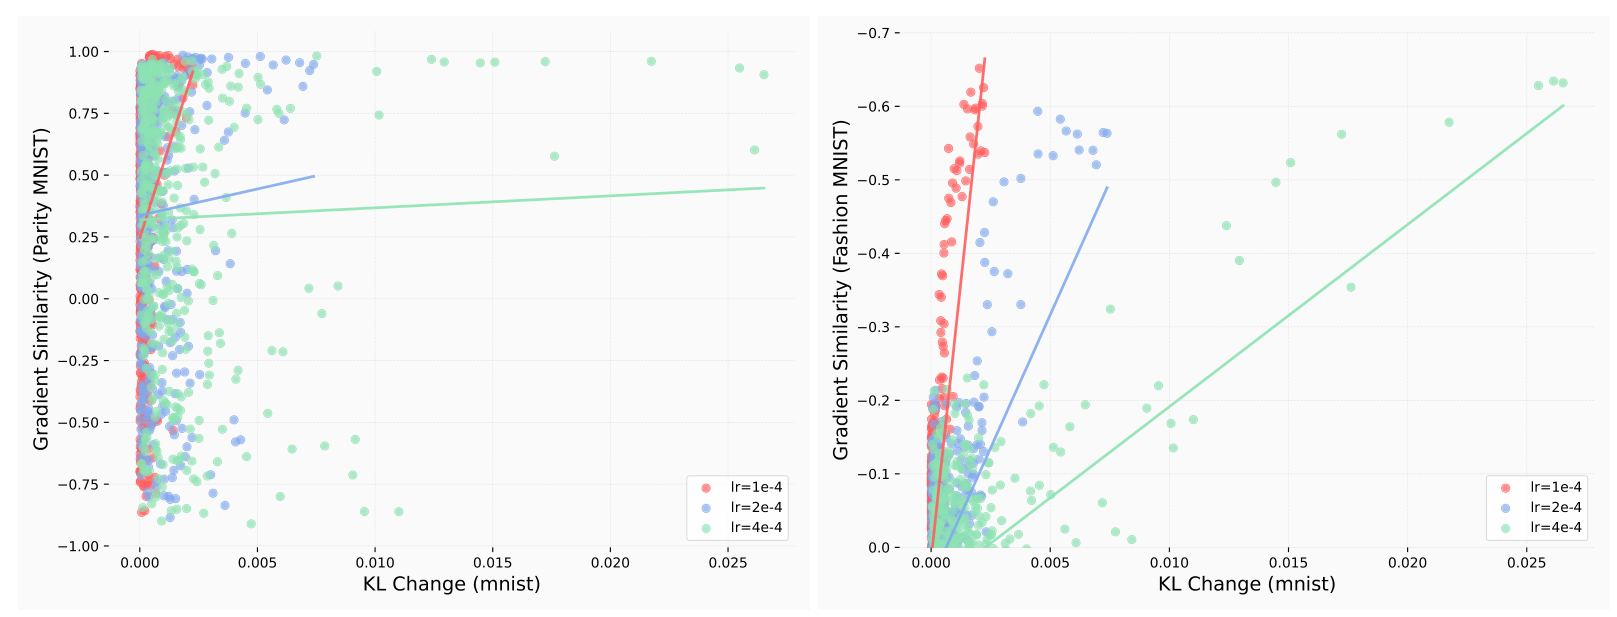 1.00
0.75
0.50
0.25
0.00
−0.25
−0.50
−0.75
−1.00
Gradient Similarity (Parity MNIST)
0.000
0.005
0.010
0.015
0.020
0.025
KL Change (mnist)
lr=1e-4
lr=2e-4
lr=4e-4
−0.7
−0.6
−0.5
−0.4
−0.3
−0.2
−0.1
0.0
Gradient Similarity (Fashion MNIST)
0.000
0.005
0.010
0.015
0.020
0.025
KL Change (mnist)
lr=1e-4
lr=2e-4
lr=4e-4